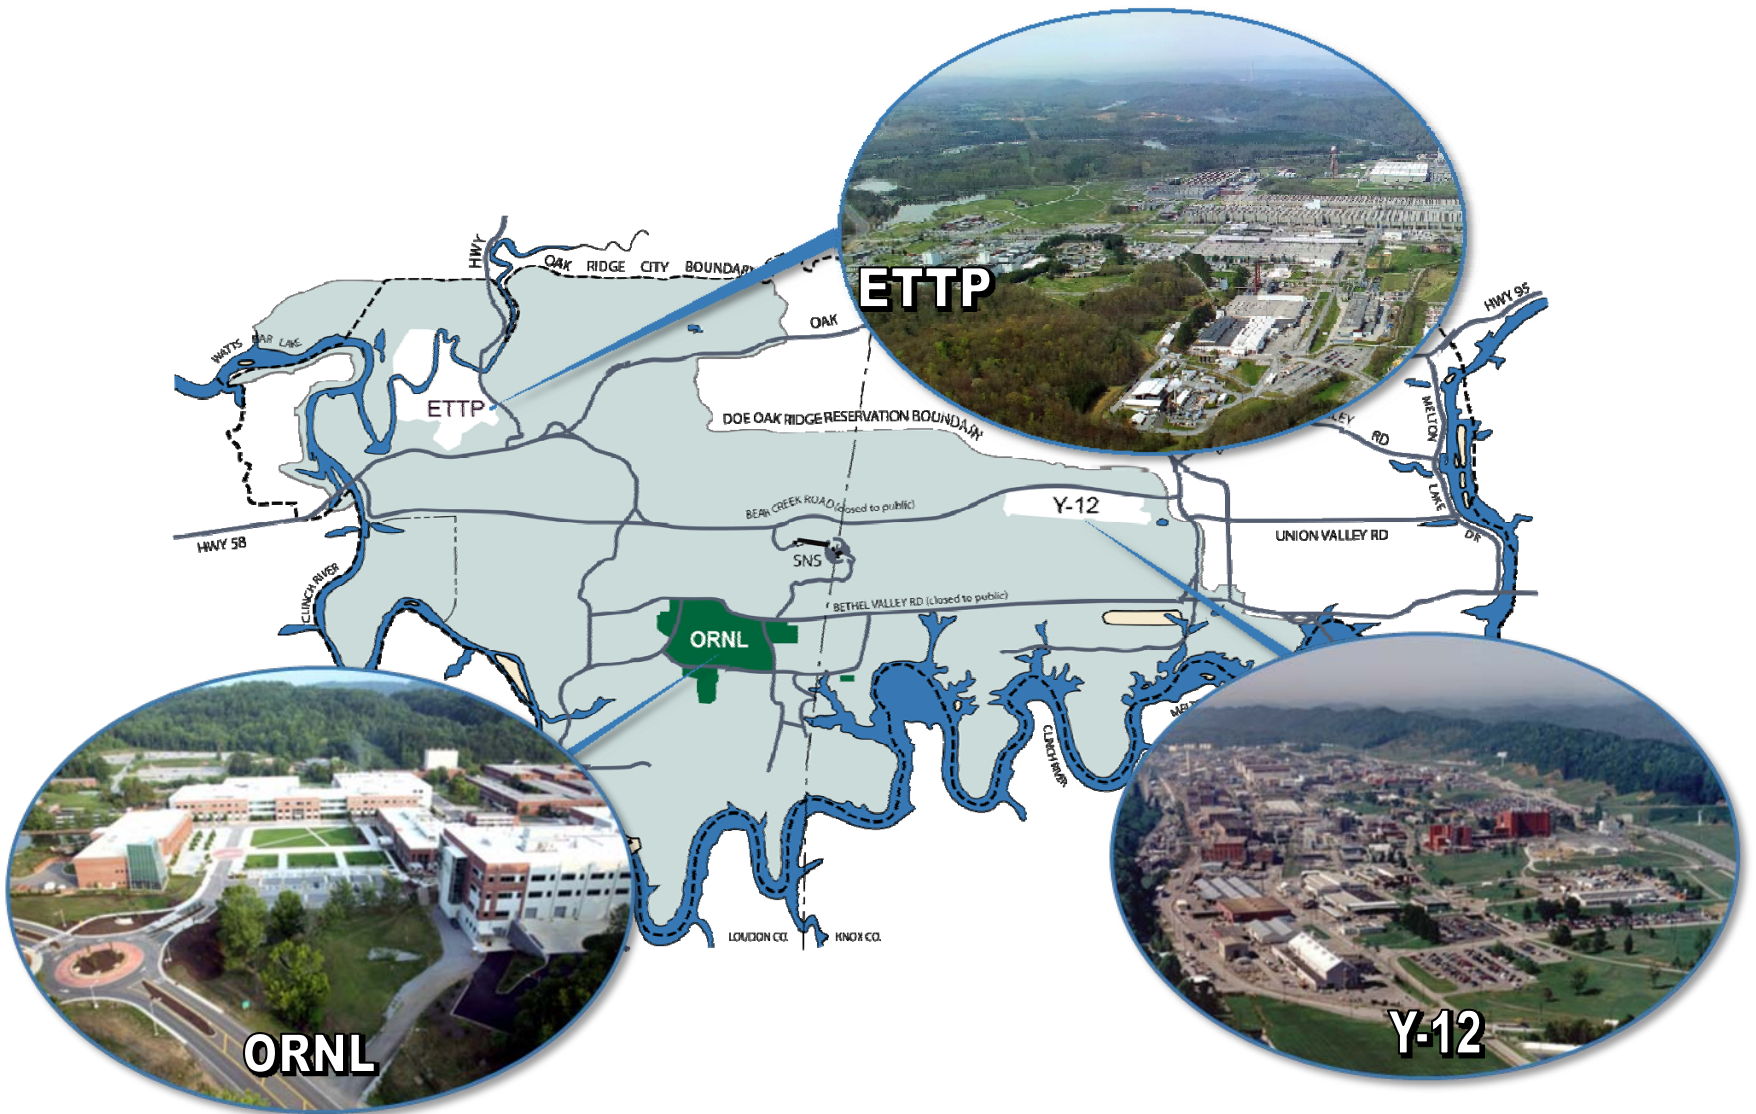 ETTP
HWY
OAK RIDGE CITY BOUNDARY
HWY 95
OAK
WATTS BAR LAKE
ETTP
DOE OAK RIDGE RESERVATION BOUNDARY
RD
MELTON
LAKE
DR
BEAR CREEK ROAD (closed to public)
Y-12
UNION VALLEY RD
HWY 58
SNS
CLINCH RIVER
BETHEL VALLEY RD (closed to public)
ORNL
CLINCH RIVER
LOUDON CO.
KNOX CO.
ORNL
Y-12